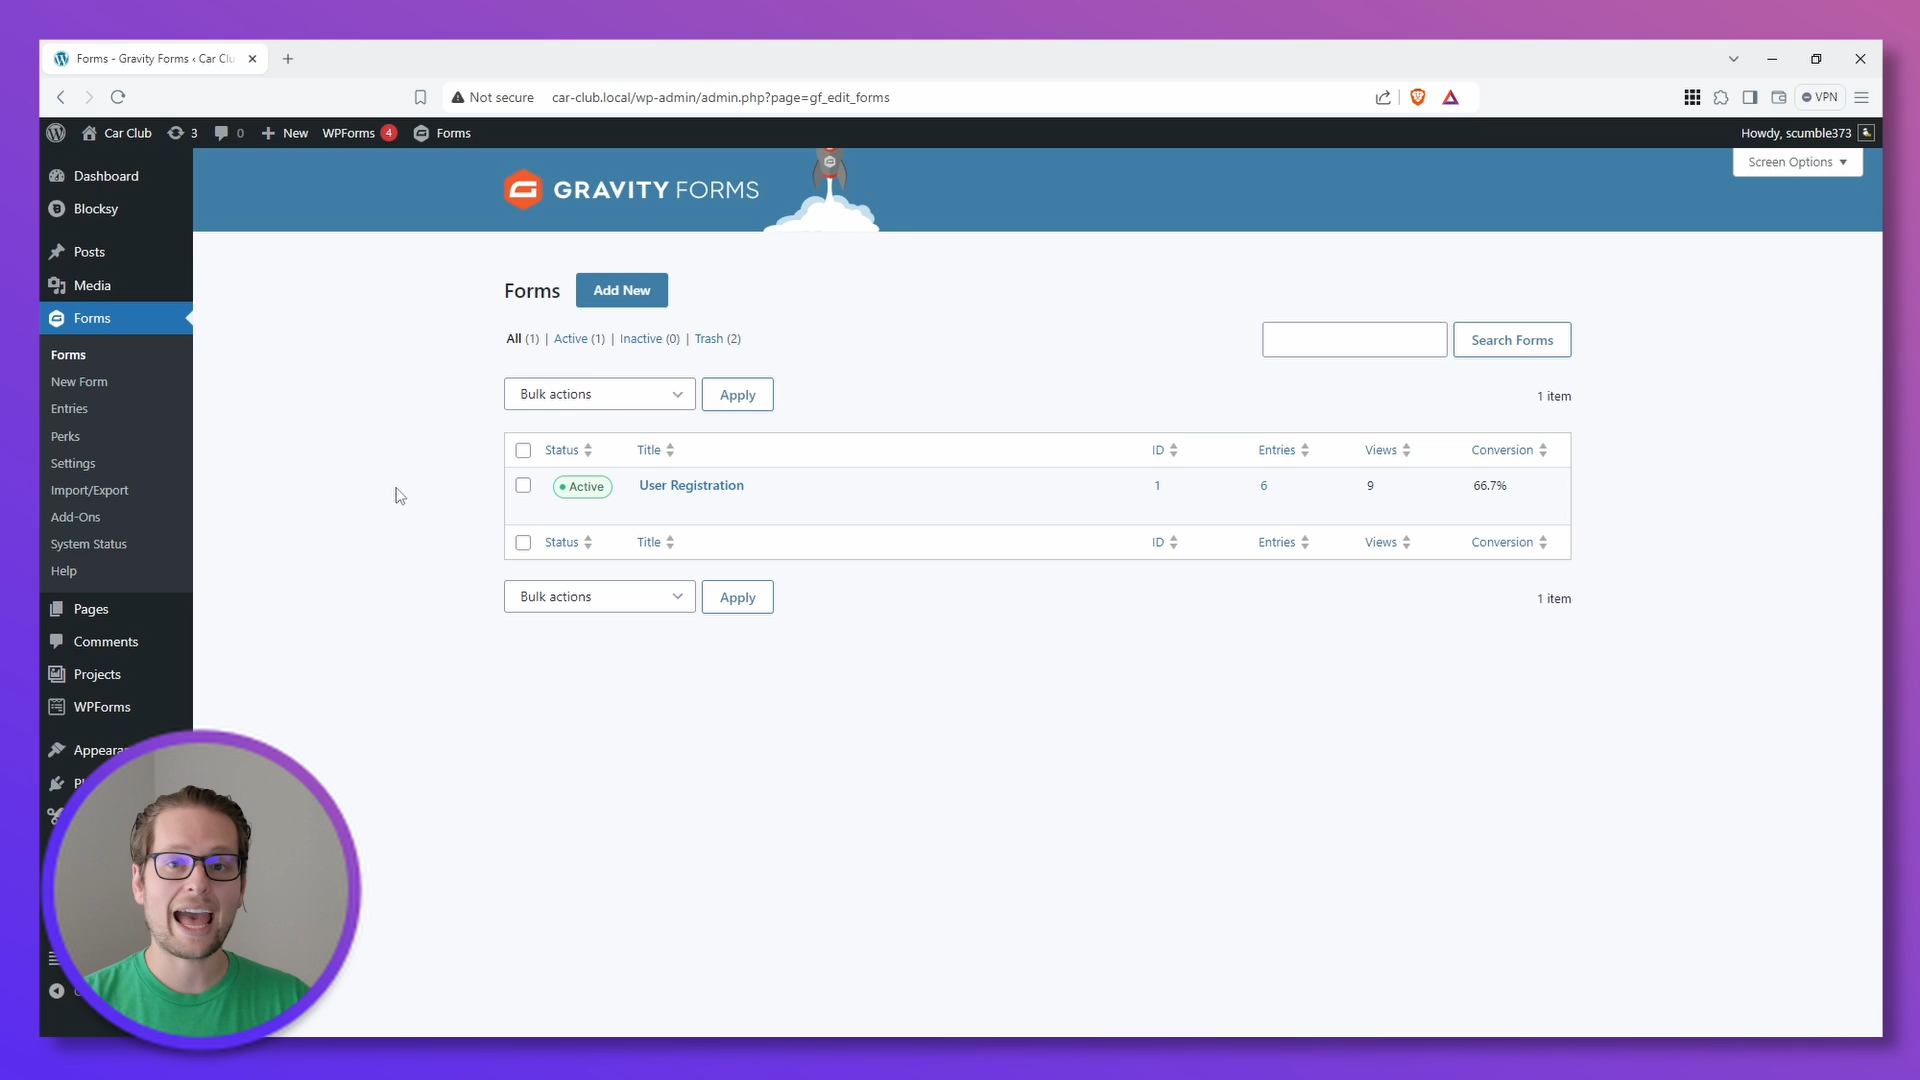 Forms - Gravity Forms ‹ Car Clu
Not secure car-club.local/wp-admin/admin.php?page=gf_edit_forms
VPN
Car Club 3 0 New WPForms 4 Forms
Howdy, scumble373
Screen Options
GRAVITY FORMS
Dashboard
Blocksy
Posts
Media
Forms
Forms
New Form
Entries
Perks
Settings
Import/Export
Add-Ons
System Status
Help
Pages
Comments
Projects
WPForms
Forms Add New
All (1) | Active (1) | Inactive (0) | Trash (2)
Search Forms
Bulk actions Apply
1 item
Status Title ID Entries Views Conversion
Active User Registration 1 6 9 66.7%
Status Title ID Entries Views Conversion
Bulk actions Apply
1 item